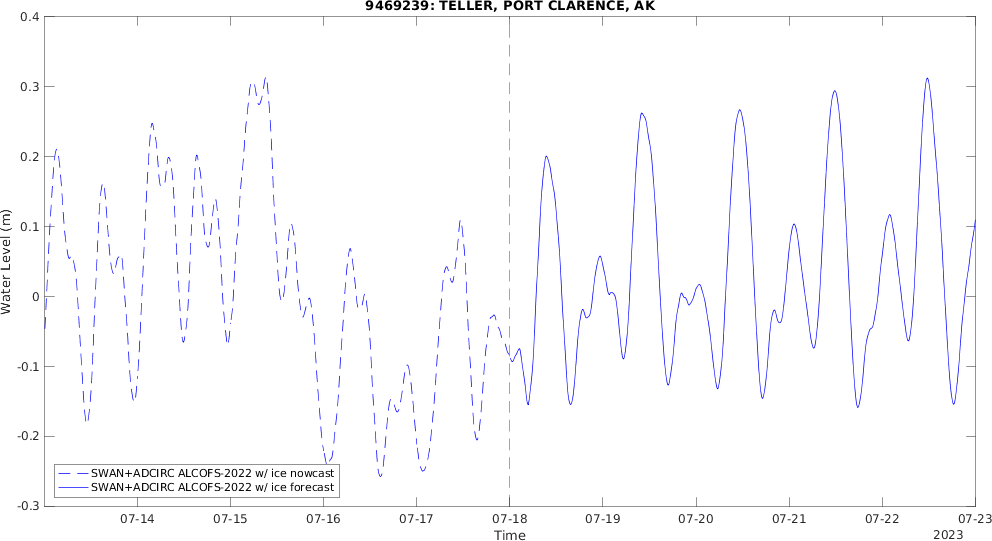 9469239: TELLER, PORT CLARENCE, AK
0.4
0.3
0.2
0.1
0
-0.1
-0.2
-0.3
Water Level (m)
SWAN+ADCIRC ALCOFS-2022 w/ ice nowcast
SWAN+ADCIRC ALCOFS-2022 w/ ice forecast
07-14 07-15 07-16 07-17 07-18 07-19 07-20 07-21 07-22 07-23
Time
2023